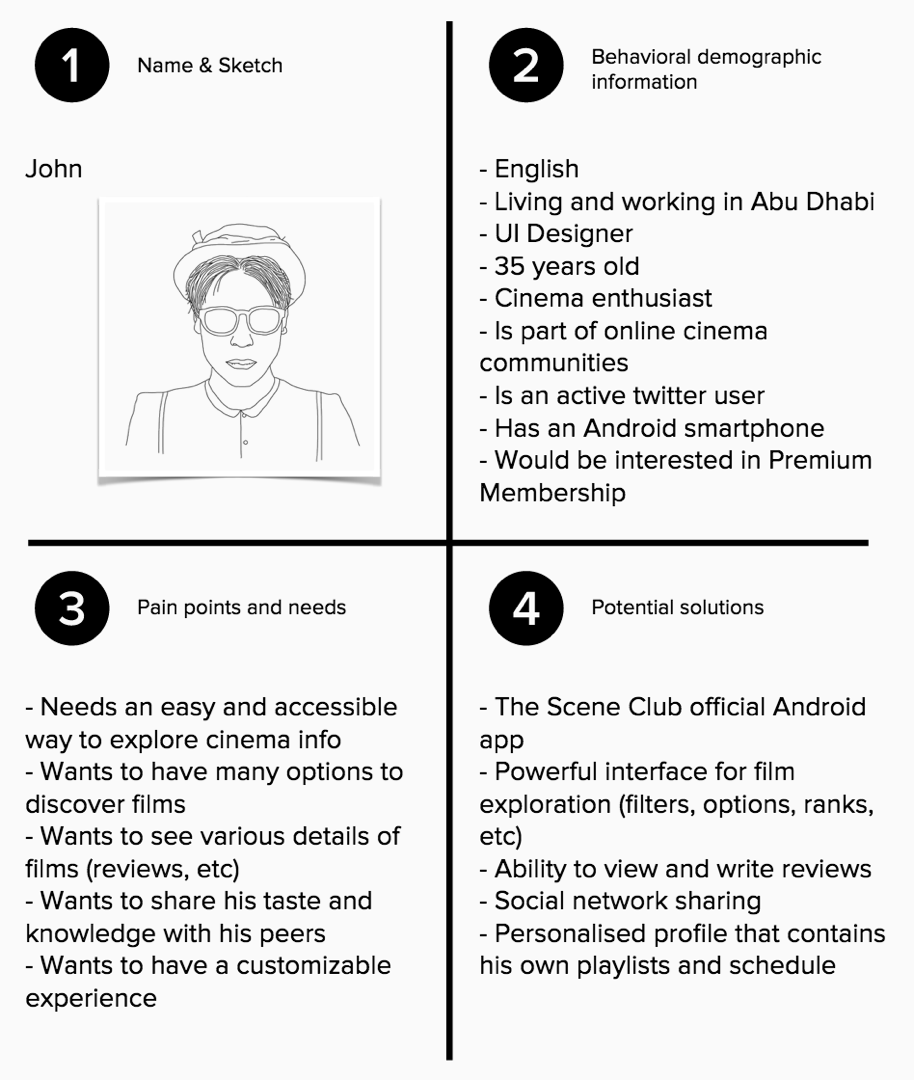 1
Name & Sketch
John
2
Behavioral demographic
information
- English
- Living and working in Abu Dhabi
- UI Designer
- 35 years old
- Cinema enthusiast
- Is part of online cinema
communities
- Is an active twitter user
- Has an Android smartphone
- Would be interested in Premium
Membership
3
Pain points and needs
- Needs an easy and accessible
way to explore cinema info
- Wants to have many options to
discover films
- Wants to see various details of
films (reviews, etc)
- Wants to share his taste and
knowledge with his peers
- Wants to have a customizable
experience
4
Potential solutions
- The Scene Club official Android
app
- Powerful interface for film
exploration (filters, options, ranks,
etc)
- Ability to view and write reviews
- Social network sharing
- Personalised profile that contains
his own playlists and schedule